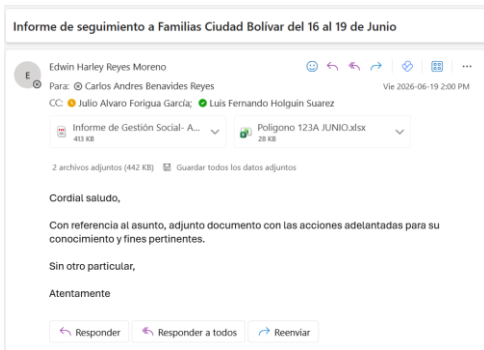 Informe de seguimiento a Familias Ciudad Bolívar del 16 al 19 de Junio
E
Edwin Harley Reyes Moreno
Para: Carlos Andres Benavides Reyes
Vie 2026-06-19 2:00 PM
CC: Julio Alvaro Forigua García; Luis Fernando Holguin Suarez
Informe de Gestión Social- A...
413 KB
Poligono 123A JUNIO.xlsx
28 KB
2 archivos adjuntos (442 KB) Guardar todos los datos adjuntos
Cordial saludo,
Con referencia al asunto, adjunto documento con las acciones adelantadas para su
conocimiento y fines pertinentes.
Sin otro particular,
Atentamente
Responder
Responder a todos
Reenviar